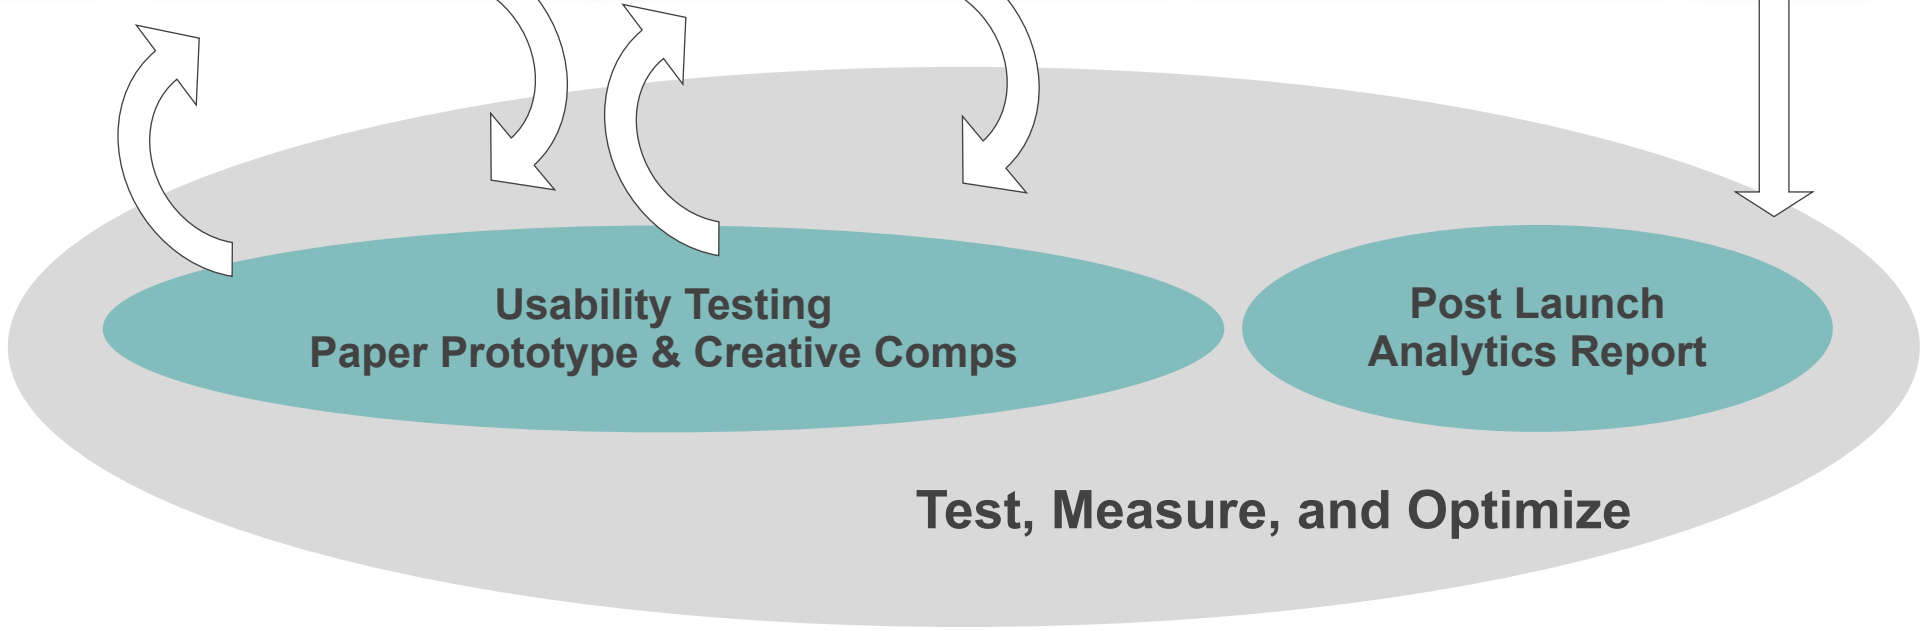 Usability Testing
Paper Prototype & Creative Comps
Post Launch
Analytics Report
Test, Measure, and Optimize